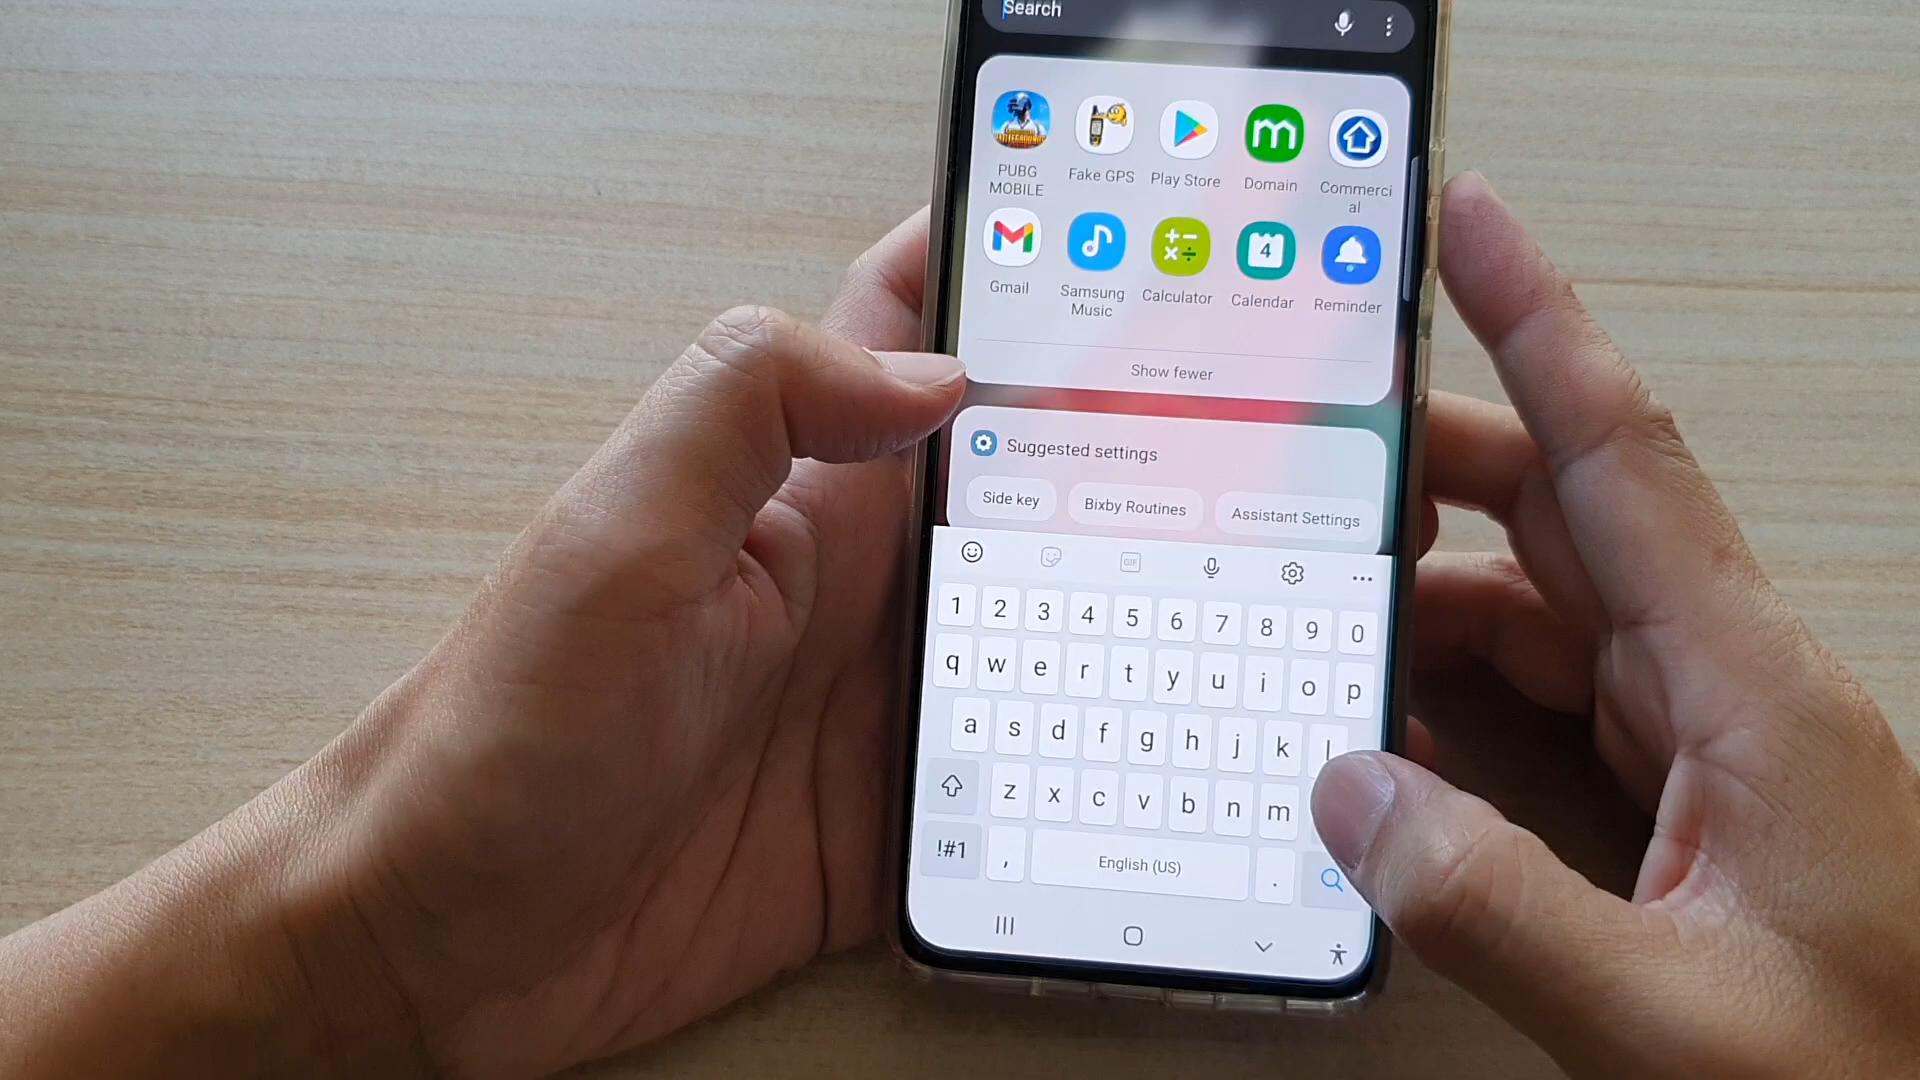 Search
PUBG
MOBILE
Fake GPS
Play Store
Domain
Commerci
al
Gmail
Samsung
Music
Calculator
4
Calendar
Reminder
Show fewer
Suggested settings
Side key
Bixby Routines
Assistant Settings
GIF
1 2 3 4 5 6 7 8 9 0
q w e r t y u i o p
a s d f g h j k l
z x c v b n m
!#1 , English (US) .